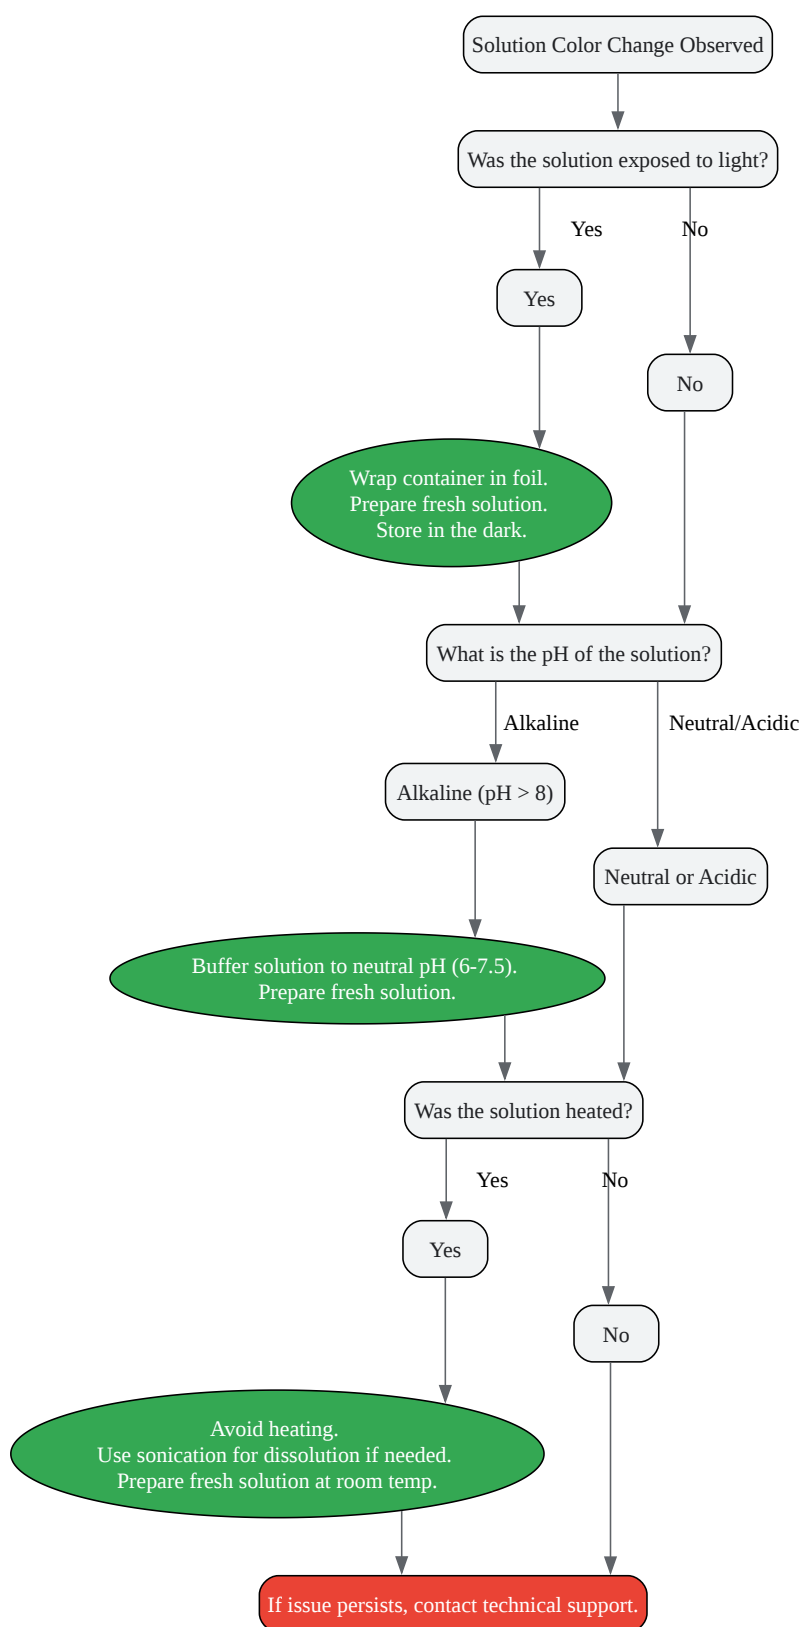 Solution Color Change Observed
Was the solution exposed to light?
Yes
No
Yes
No
Wrap container in foil.
Prepare fresh solution.
Store in the dark.
What is the pH of the solution?
Alkaline
Neutral/Acidic
Alkaline (pH > 8)
Neutral or Acidic
Buffer solution to neutral pH (6-7.5).
Prepare fresh solution.
Was the solution heated?
Yes
No
Yes
No
Avoid heating.
Use sonication for dissolution if needed.
Prepare fresh solution at room temp.
If issue persists, contact technical support.